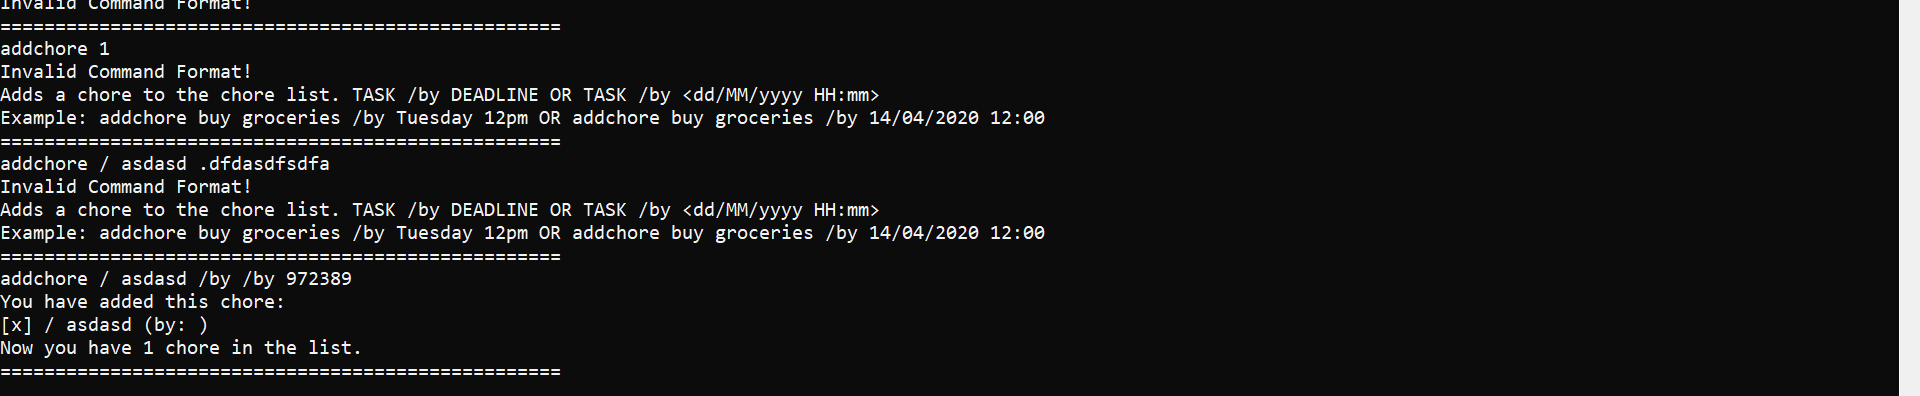 Invalid Command Format!
===================================================
addchore 1
Invalid Command Format!
Adds a chore to the chore list. TASK /by DEADLINE OR TASK /by <dd/MM/yyyy HH:mm>
Example: addchore buy groceries /by Tuesday 12pm OR addchore buy groceries /by 14/04/2020 12:00
===================================================
addchore / asdasd .dfdasdfsdfa
Invalid Command Format!
Adds a chore to the chore list. TASK /by DEADLINE OR TASK /by <dd/MM/yyyy HH:mm>
Example: addchore buy groceries /by Tuesday 12pm OR addchore buy groceries /by 14/04/2020 12:00
===================================================
addchore / asdasd /by /by 972389
You have added this chore:
[x] / asdasd (by: )
Now you have 1 chore in the list.
===================================================